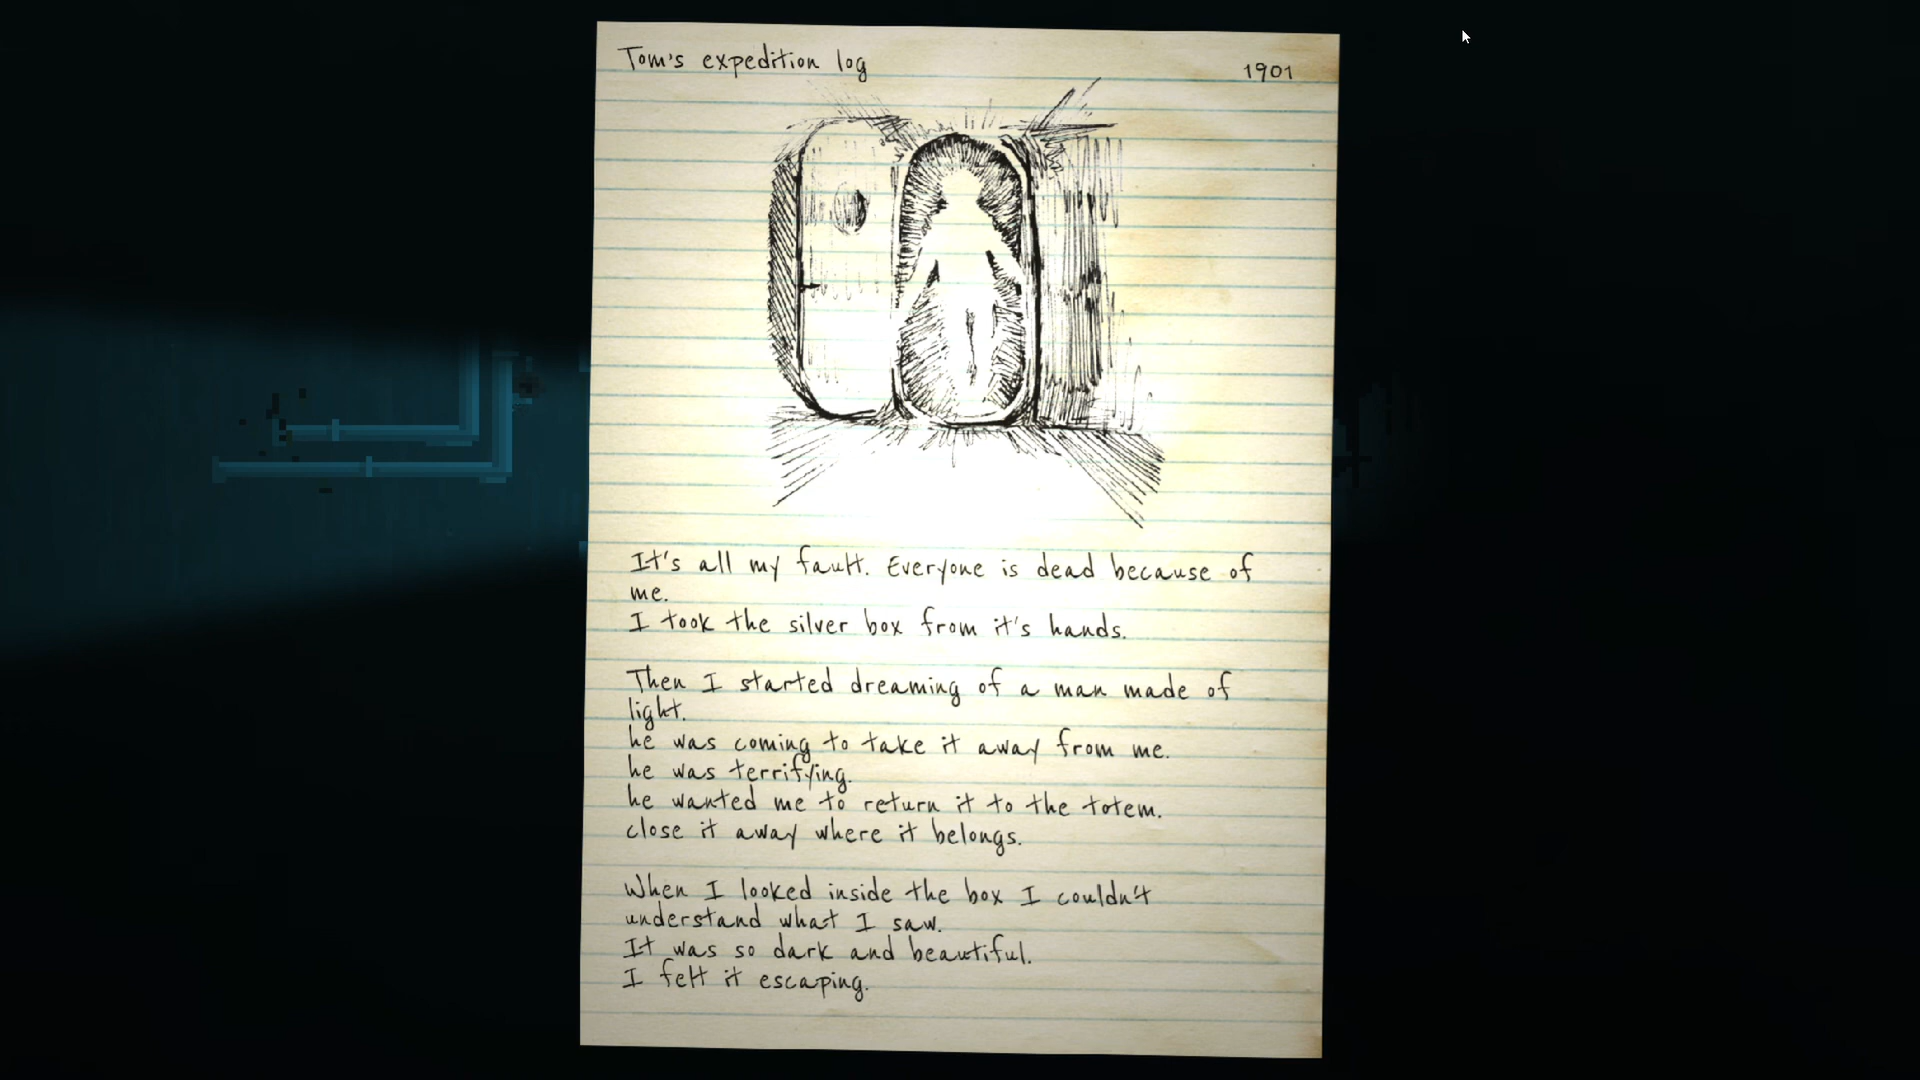 Tom's expedition log
1901
It's all my fault. Everyone is dead because of
me.
I took the silver box from it's hands.
Then I started dreaming of a man made of
light.
he was coming to take it away from me.
he was terrifying.
he wanted me to return it to the totem.
close it away where it belongs.
When I looked inside the box I couldn't
understand what I saw.
It was so dark and beautiful.
I felt it escaping.